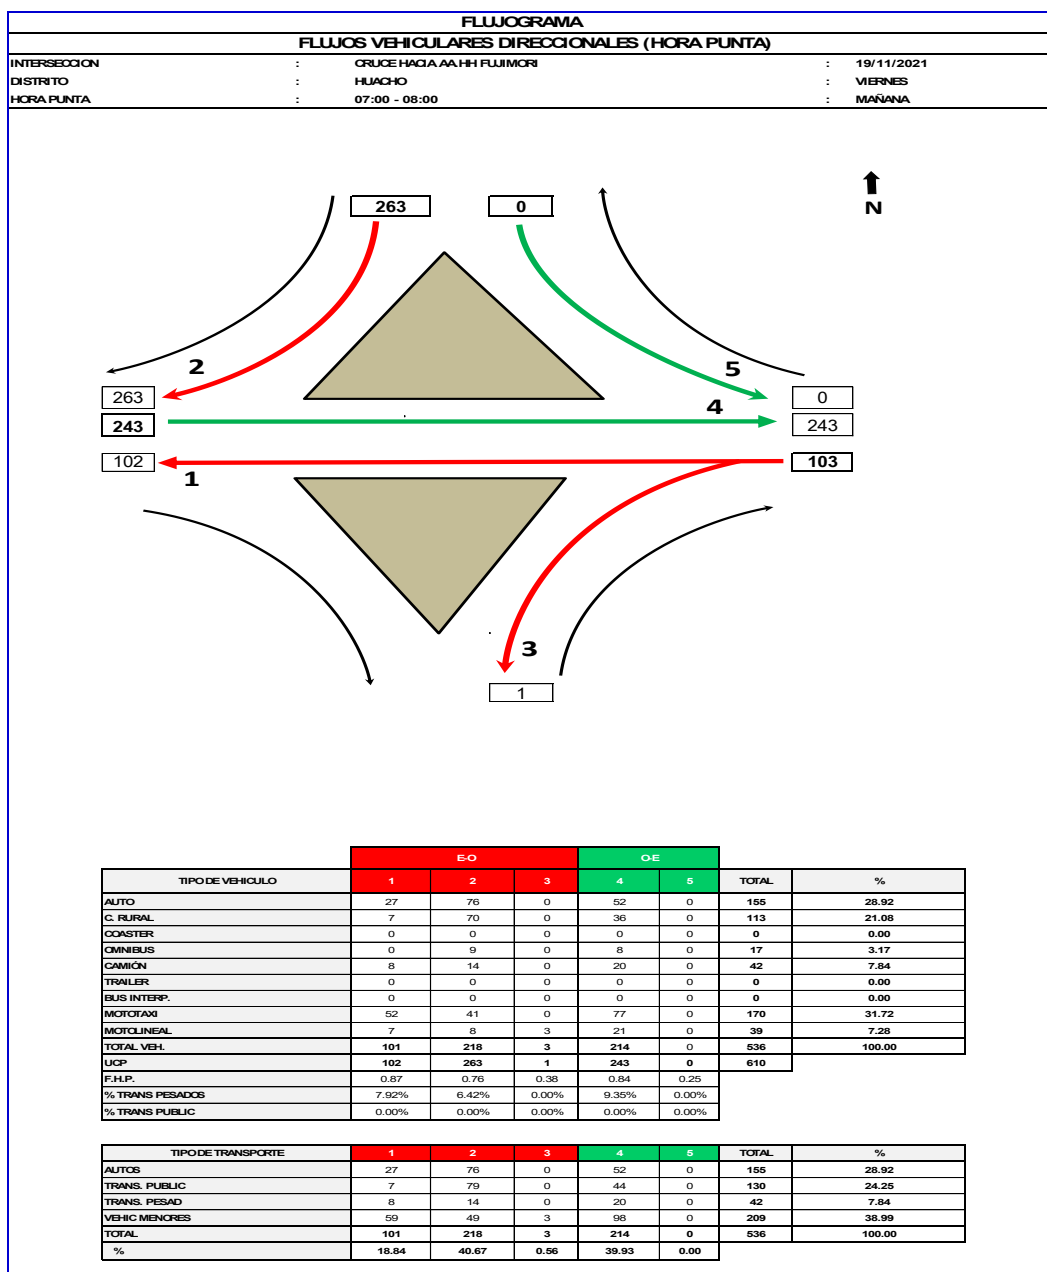 FLUJOGRAMA
FLUJOS VEHICULARES DIRECCIONALES (HORA PUNTA)
INTERSECCION : CRUCE HACIA AA HH FUJIMORI : 19/11/2021
DISTRITO : HUACHO : VIERNES
HORA PUNTA : 07:00 - 08:00 : MAÑANA
263 0 N
2 5
263 0
4
243 243
102 103
1
3
1
E-O O-E
TIPO DE VEHICULO 1 2 3 4 5 TOTAL %
AUTO 27 76 0 52 0 155 28.92
C. RURAL 7 70 0 36 0 113 21.08
COASTER 0 0 0 0 0 0 0.00
OMNIBUS 0 9 0 8 0 17 3.17
CAMIÓN 8 14 0 20 0 42 7.84
TRAILER 0 0 0 0 0 0 0.00
BUS INTERP. 0 0 0 0 0 0 0.00
MOTOTAXI 52 41 0 77 0 170 31.72
MOTOLINEAL 7 8 3 21 0 39 7.28
TOTAL VEH. 101 218 3 214 0 536 100.00
UCP 102 263 1 243 0 610
F.H.P. 0.87 0.76 0.38 0.84 0.25
% TRANS PESADOS 7.92% 6.42% 0.00% 9.35% 0.00%
% TRANS PUBLIC 0.00% 0.00% 0.00% 0.00% 0.00%
TIPO DE TRANSPORTE 1 2 3 4 5 TOTAL %
AUTOS 27 76 0 52 0 155 28.92
TRANS. PUBLIC 7 79 0 44 0 130 24.25
TRANS. PESAD 8 14 0 20 0 42 7.84
VEHIC MENORES 59 49 3 98 0 209 38.99
TOTAL 101 218 3 214 0 536 100.00
% 18.84 40.67 0.56 39.93 0.00